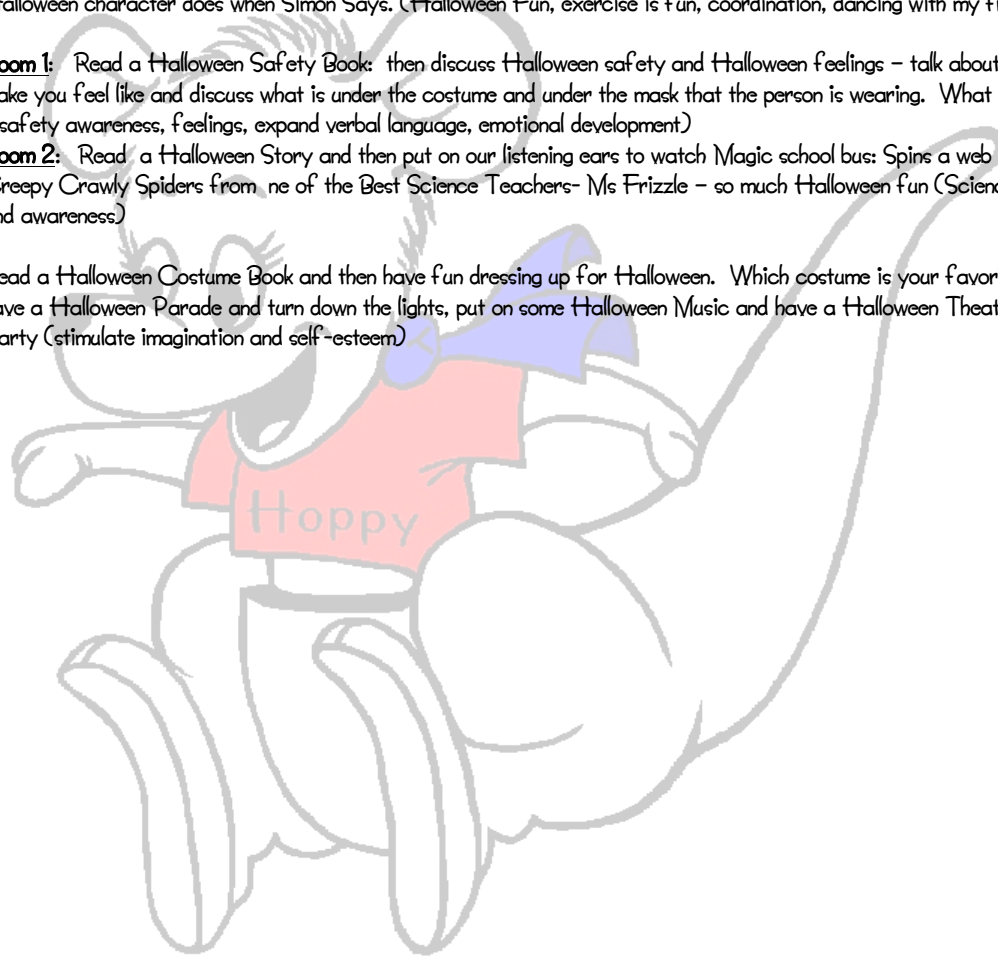 alloween character does when Simon Says. (Halloween Fun, exercise is fun, coordination, dancing with my f
oom 1: Read a Halloween Safety Book: then discuss Halloween safety and Halloween feelings – talk about
ake you feel like and discuss what is under the costume and under the mask that the person is wearing. What
safety awareness, feelings, expand verbal language, emotional development)
oom 2: Read a Halloween Story and then put on our listening ears to watch Magic school bus: Spins a web
reepy Crawly Spiders from ne of the Best Science Teachers- Ms Frizzle – so much Halloween fun (Scienc
nd awareness)
ead a Halloween Costume Book and then have fun dressing up for Halloween. Which costume is your favor
ave a Halloween Parade and turn down the lights, put on some Halloween Music and have a Halloween Theat
arty (stimulate imagination and self-esteem)
Hoppy